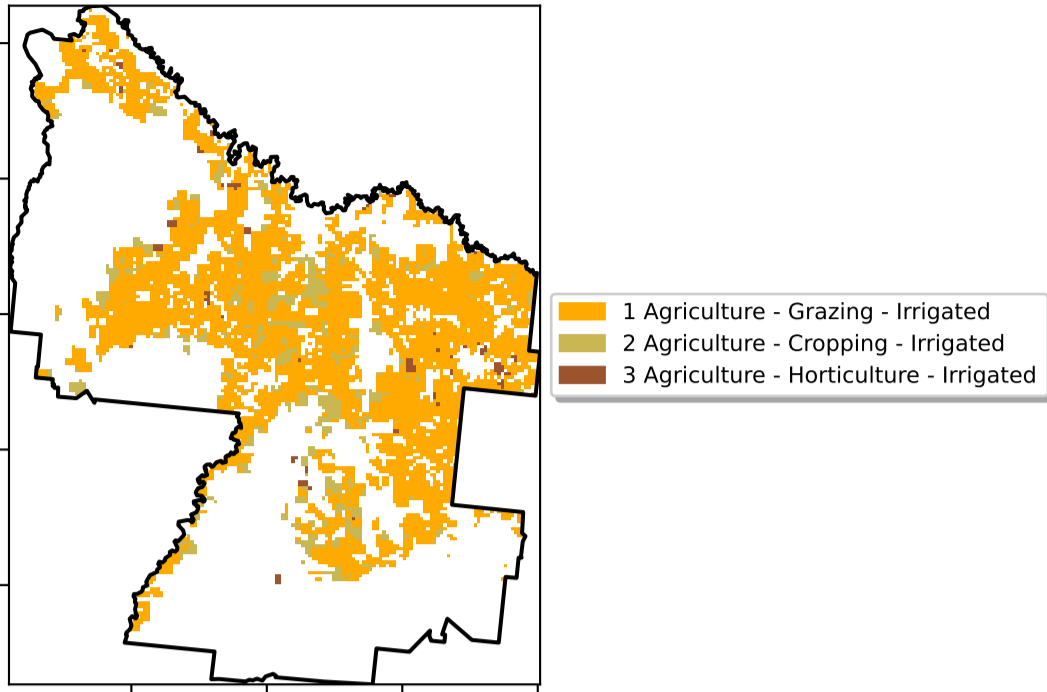 1 Agriculture - Grazing - Irrigated
2 Agriculture - Cropping - Irrigated
3 Agriculture - Horticulture - Irrigated